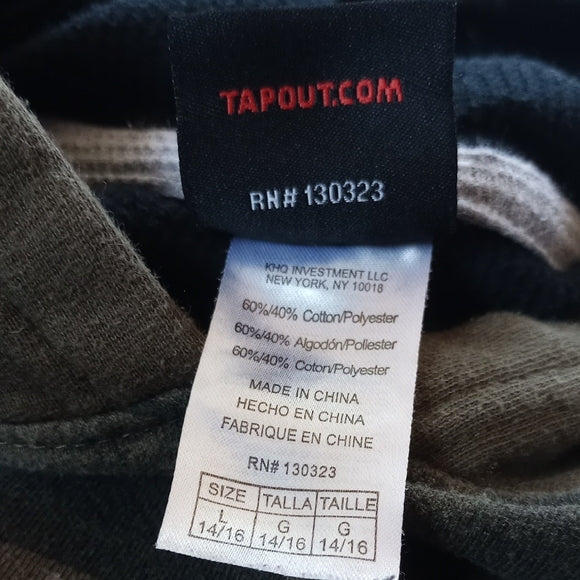 TAPOUT.COM
RN# 130323
KHQ INVESTMENT LLC
NEW YORK, NY 10018
60%/40% Cotton/Polyester
60%/40% Algodón/Poliester
60%/40% Coton/Polyester
MADE IN CHINA
HECHO EN CHINA
FABRIQUE EN CHINE
RN# 130323
SIZE TALLA TAILLE
L G G
14/16 14/16 14/16